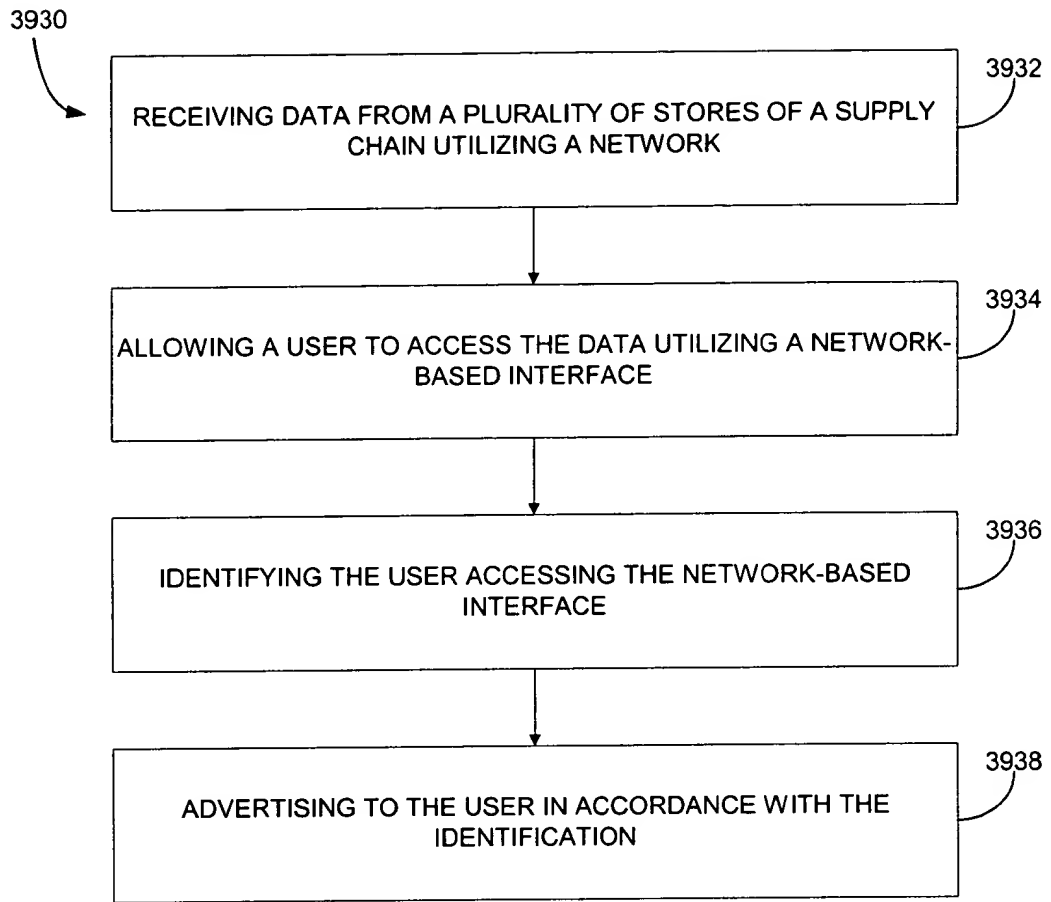 3930
3932
RECEIVING DATA FROM A PLURALITY OF STORES OF A SUPPLY
CHAIN UTILIZING A NETWORK
3934
ALLOWING A USER TO ACCESS THE DATA UTILIZING A NETWORK-
BASED INTERFACE
3936
IDENTIFYING THE USER ACCESSING THE NETWORK-BASED
INTERFACE
3938
ADVERTISING TO THE USER IN ACCORDANCE WITH THE
IDENTIFICATION